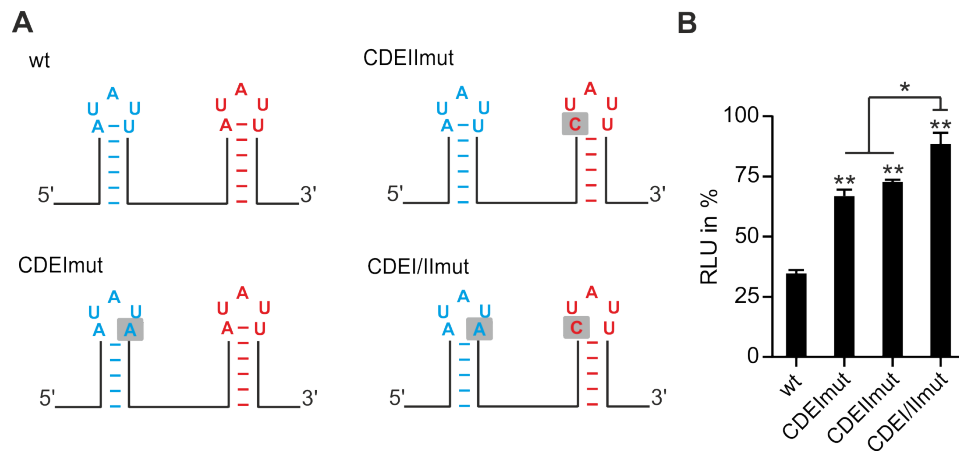 A
wt
A
U U
A U
A
U U
A U
5' 3'
CDEIImut
A
U U
A U
A
U U
C U
5' 3'
CDEImut
A
U U
A A
A
U U
A U
5' 3'
CDEI/IImut
A
U U
A A
A
U U
C U
5' 3'
B
RLU in %
100
75
50
25
0
*
**
**
**
wt
CDEImut
CDEIImut
CDEI/IImut